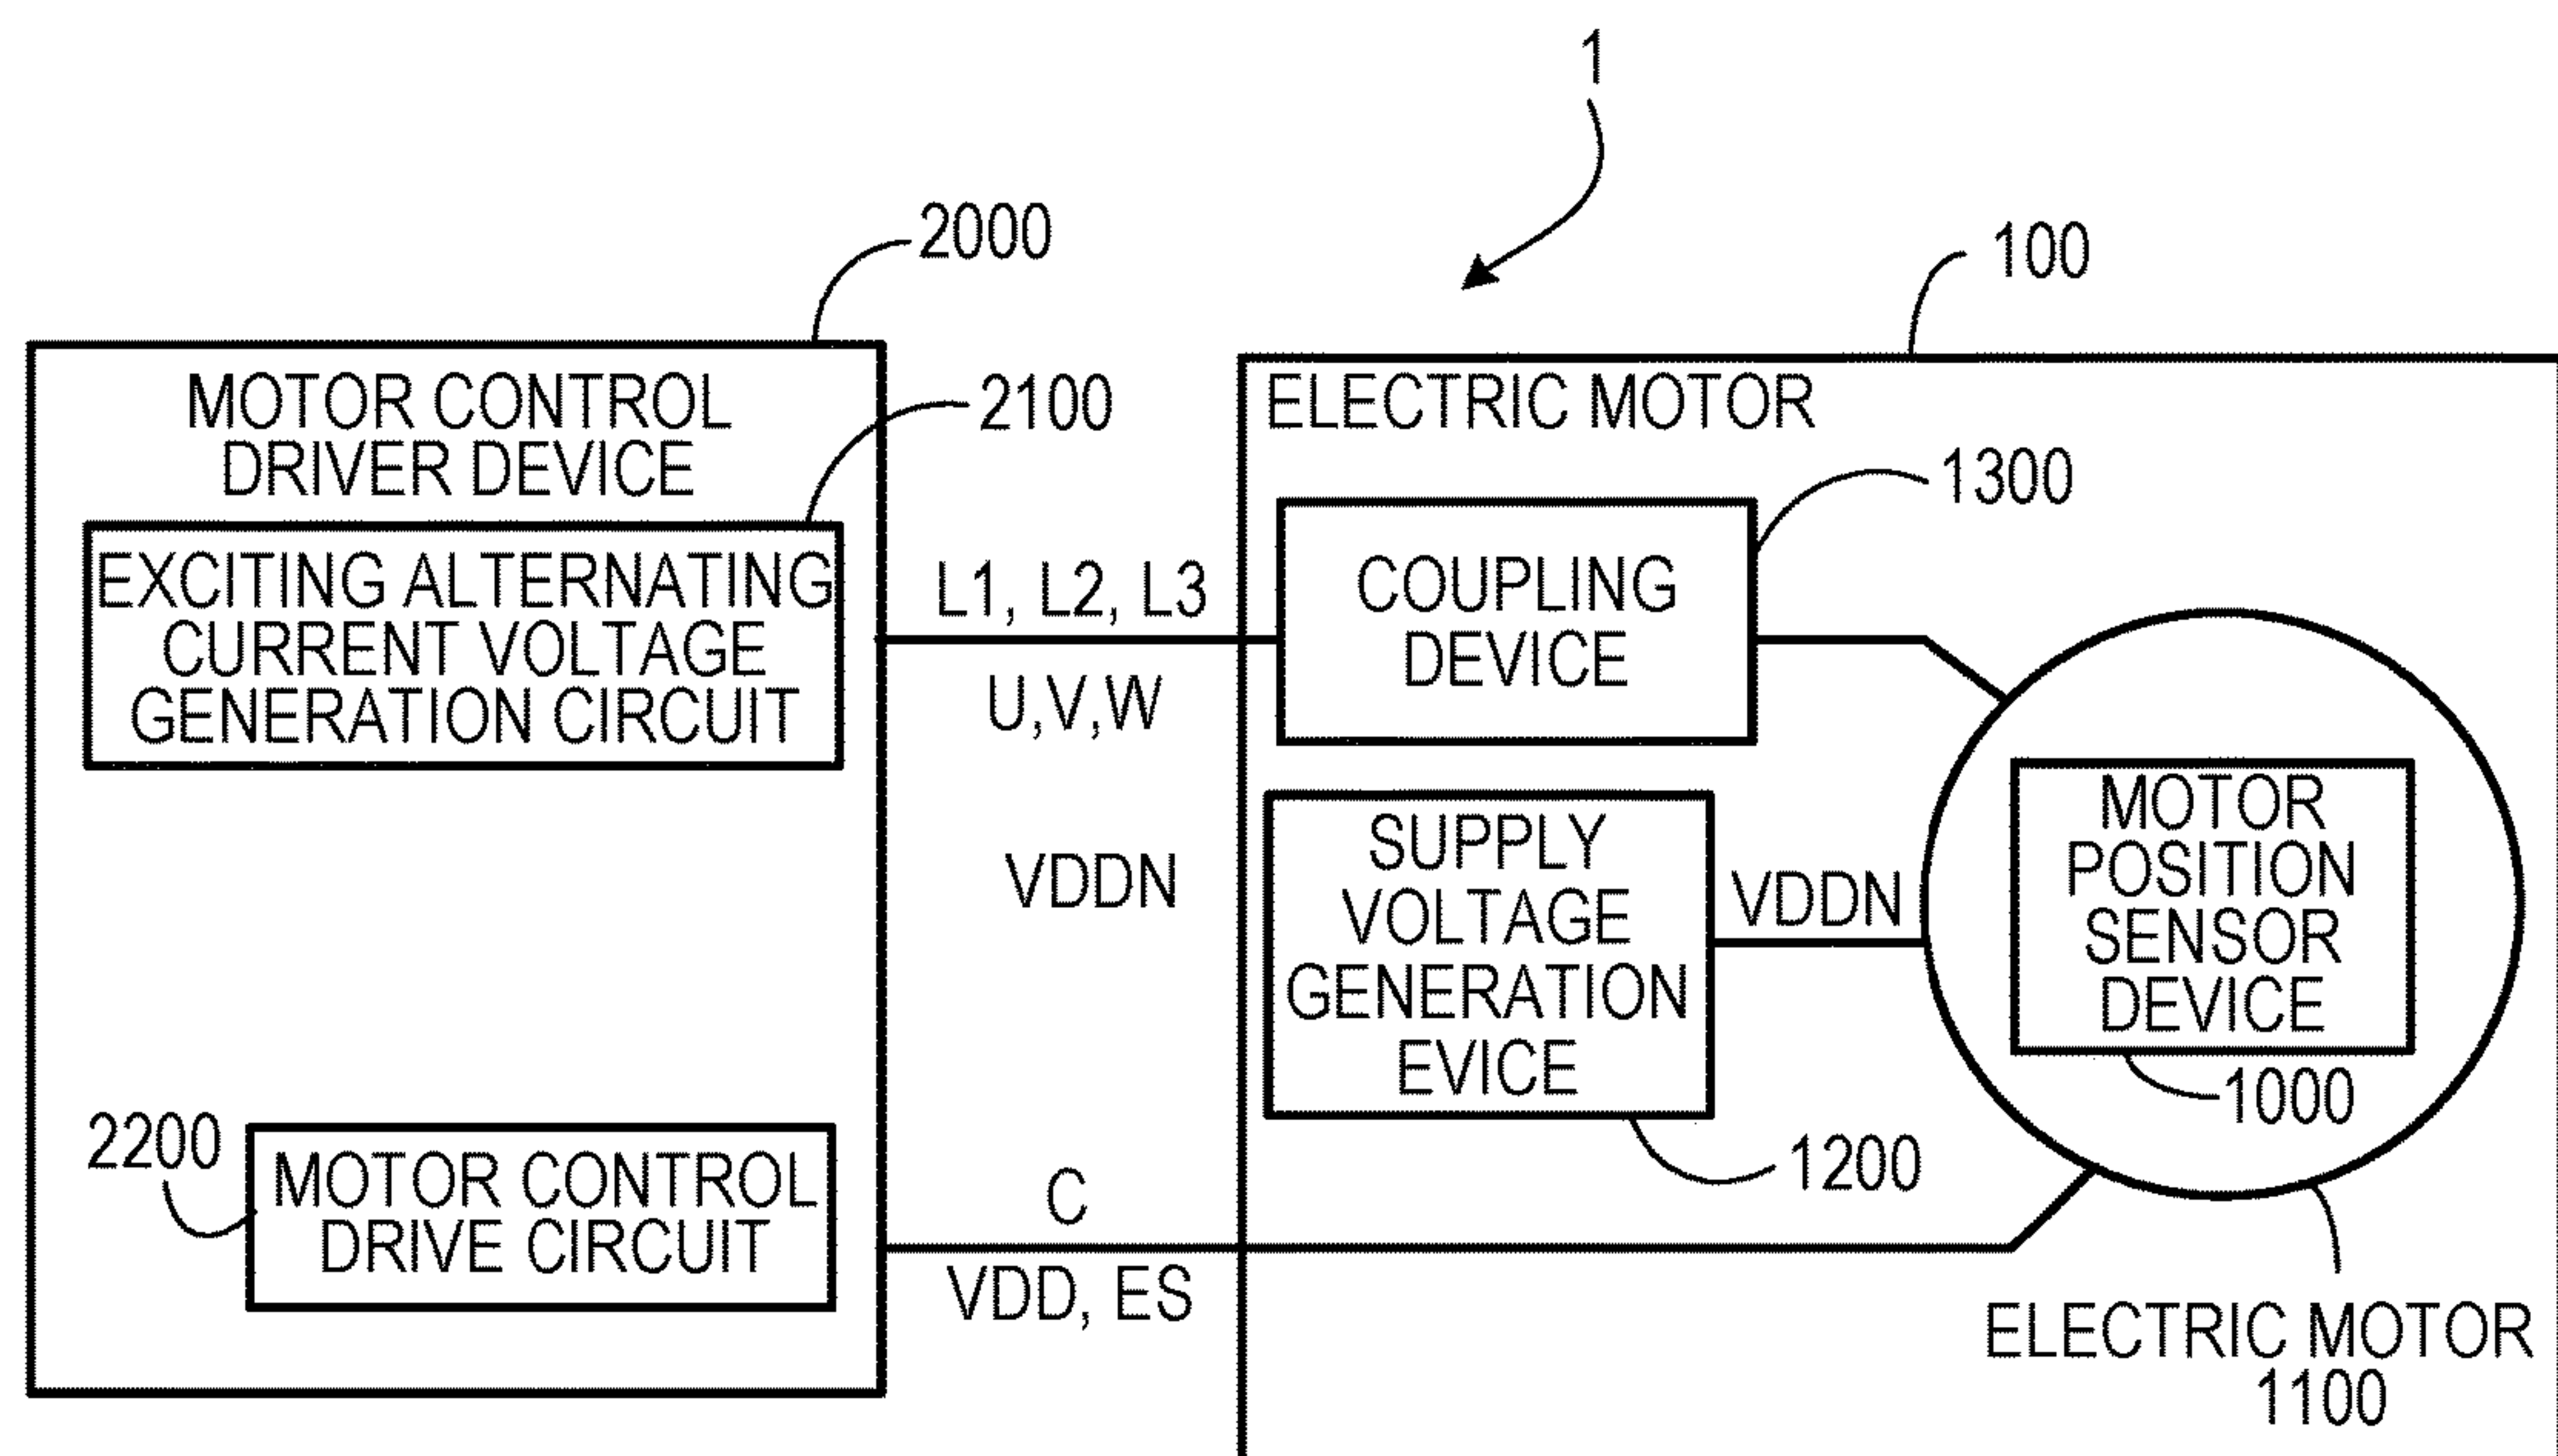 1
2000
100
MOTOR CONTROL
DRIVER DEVICE
2100
ELECTRIC MOTOR
1300
EXCITING ALTERNATING
CURRENT VOLTAGE
GENERATION CIRCUIT
L1, L2, L3
U,V,W
COUPLING
DEVICE
VDDN
SUPPLY
VOLTAGE
GENERATION
EVICE
VDDN
MOTOR
POSITION
SENSOR
DEVICE
1000
1200
2200
MOTOR CONTROL
DRIVE CIRCUIT
C
VDD, ES
ELECTRIC MOTOR
1100